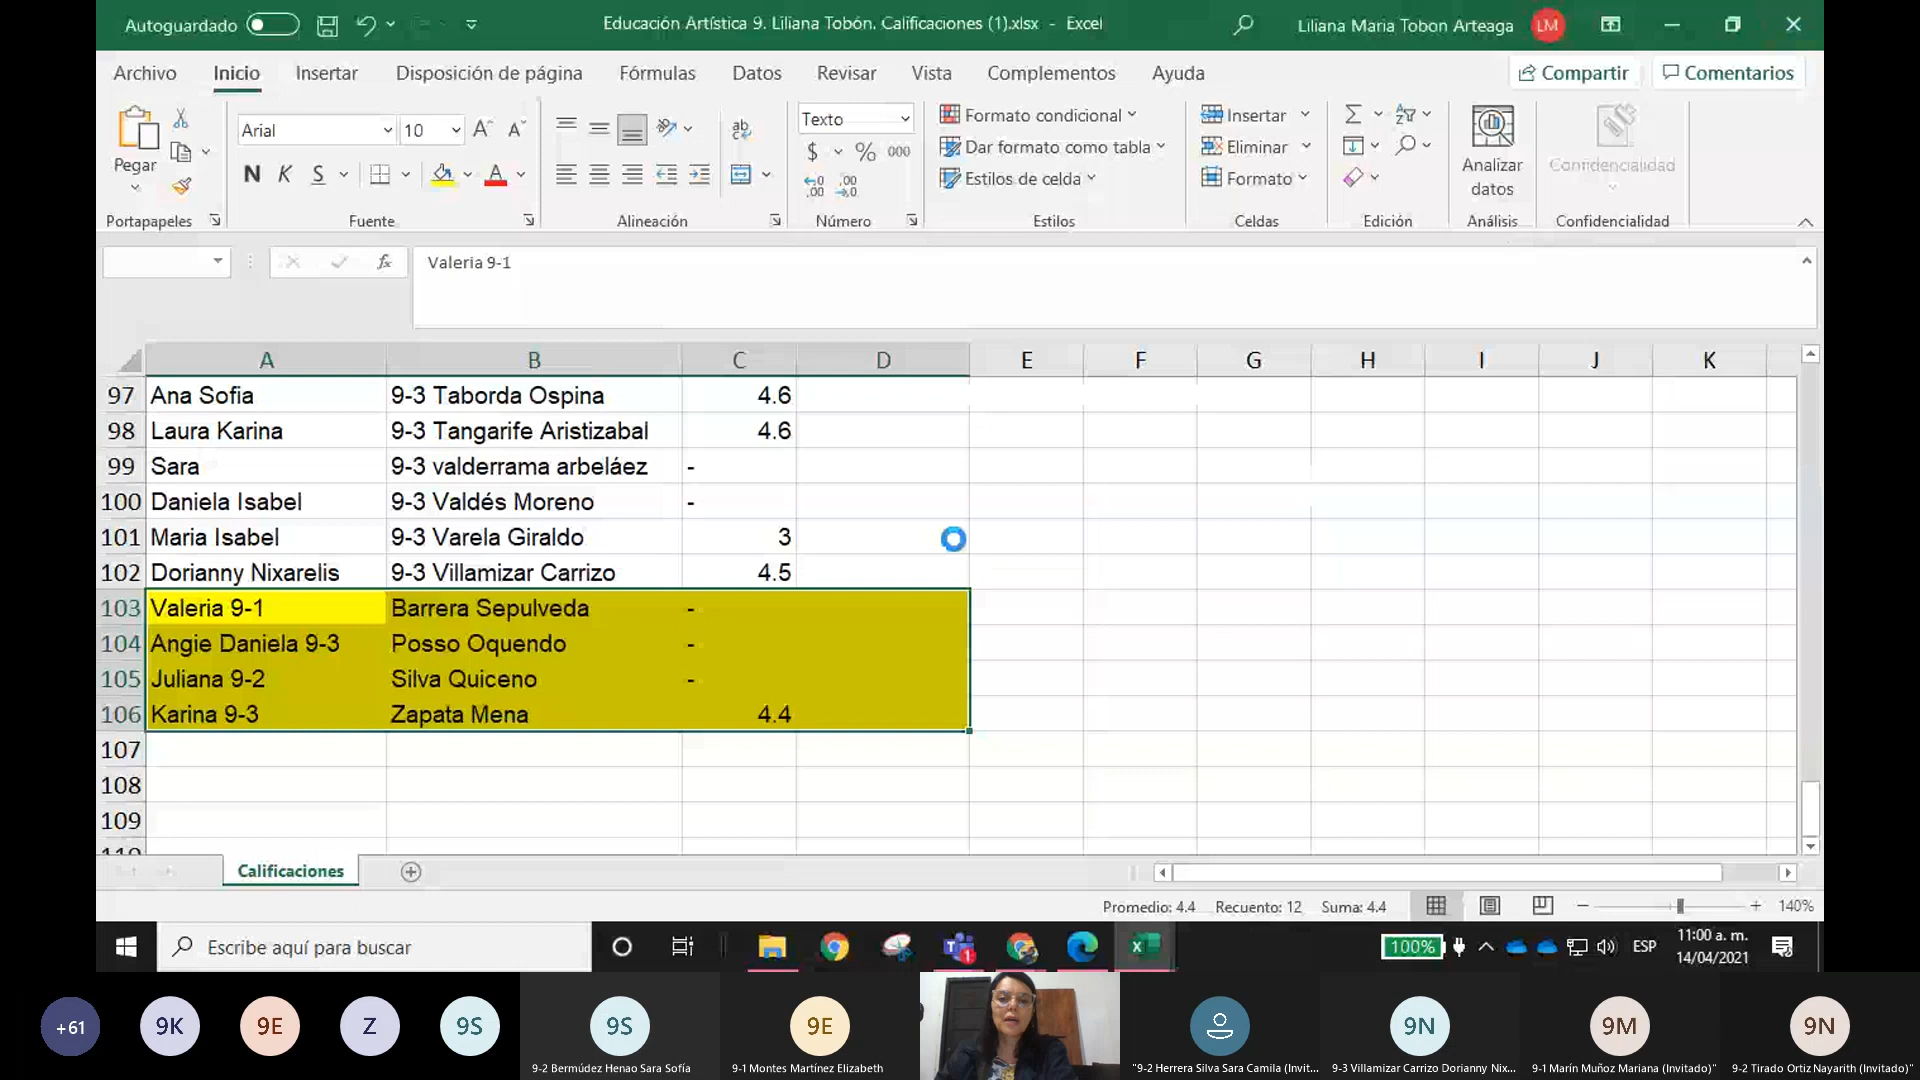 Autoguardado
Educación Artística 9. Liliana Tobón. Calificaciones (1).xlsx - Excel
Liliana Maria Tobon Arteaga
LM
Archivo Inicio Insertar Disposición de página Fórmulas Datos Revisar Vista Complementos Ayuda
Compartir Comentarios
Pegar
Arial 10
N K S
ab
Texto
$ % 000
Formato condicional
Dar formato como tabla
Estilos de celda
Insertar
Eliminar
Formato
Analizar datos
Confidencialidad
Portapapeles Fuente Alineación Número Estilos Celdas Edición Análisis Confidencialidad
fx Valeria 9-1
A B C D E F G H I J K
97 Ana Sofia 9-3 Taborda Ospina 4.6
98 Laura Karina 9-3 Tangarife Aristizabal 4.6
99 Sara 9-3 valderrama arbeláez -
100 Daniela Isabel 9-3 Valdés Moreno -
101 Maria Isabel 9-3 Varela Giraldo 3
102 Dorianny Nixarelis 9-3 Villamizar Carrizo 4.5
103 Valeria 9-1 Barrera Sepulveda -
104 Angie Daniela 9-3 Posso Oquendo -
105 Juliana 9-2 Silva Quiceno -
106 Karina 9-3 Zapata Mena 4.4
107
108
109
110
Calificaciones
Promedio: 4.4 Recuento: 12 Suma: 4.4
140%
Escribe aquí para buscar
1
100%
ESP
11:00 a. m.
14/04/2021
+61 9K 9E Z 9S 9S 9E 9N 9M 9N
9-2 Bermúdez Henao Sara Sofía
9-1 Montes Martínez Elizabeth
"9-2 Herrera Silva Sara Camila (Invit...
9-3 Villamizar Carrizo Dorianny Nix...
9-1 Marín Muñoz Mariana (Invitado)"
9-2 Tirado Ortiz Nayarith (Invitado)"